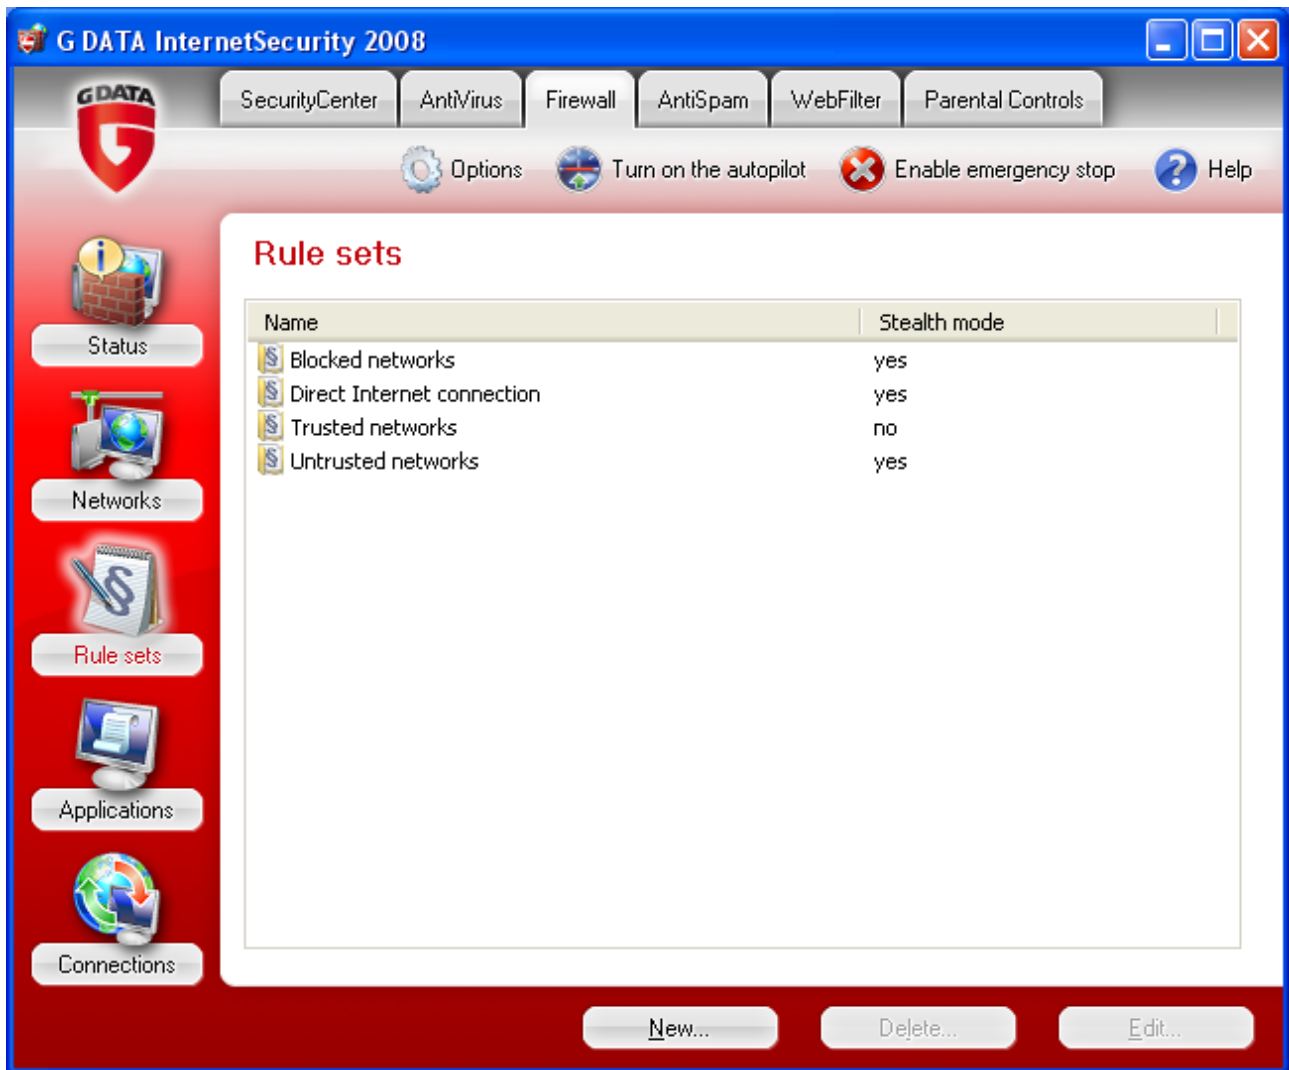 G DATA InternetSecurity 2008
GDATA
SecurityCenter AntiVirus Firewall AntiSpam WebFilter Parental Controls
Options Turn on the autopilot Enable emergency stop Help
Status
Networks
Rule sets
Applications
Connections
Rule sets
Name Stealth mode
Blocked networks yes
Direct Internet connection yes
Trusted networks no
Untrusted networks yes
New... Delete... Edit...